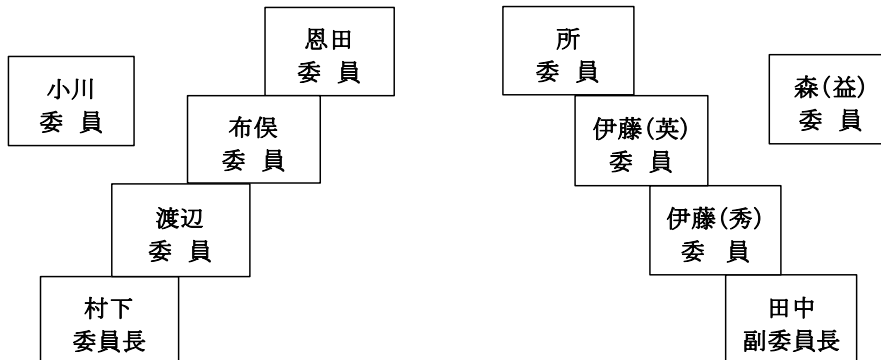 恩田
委 員
所
委 員
小川
委 員
森(益)
委 員
布俣
委 員
伊藤(英)
委 員
渡辺
委 員
伊藤(秀)
委 員
村下
委員長
田中
副委員長